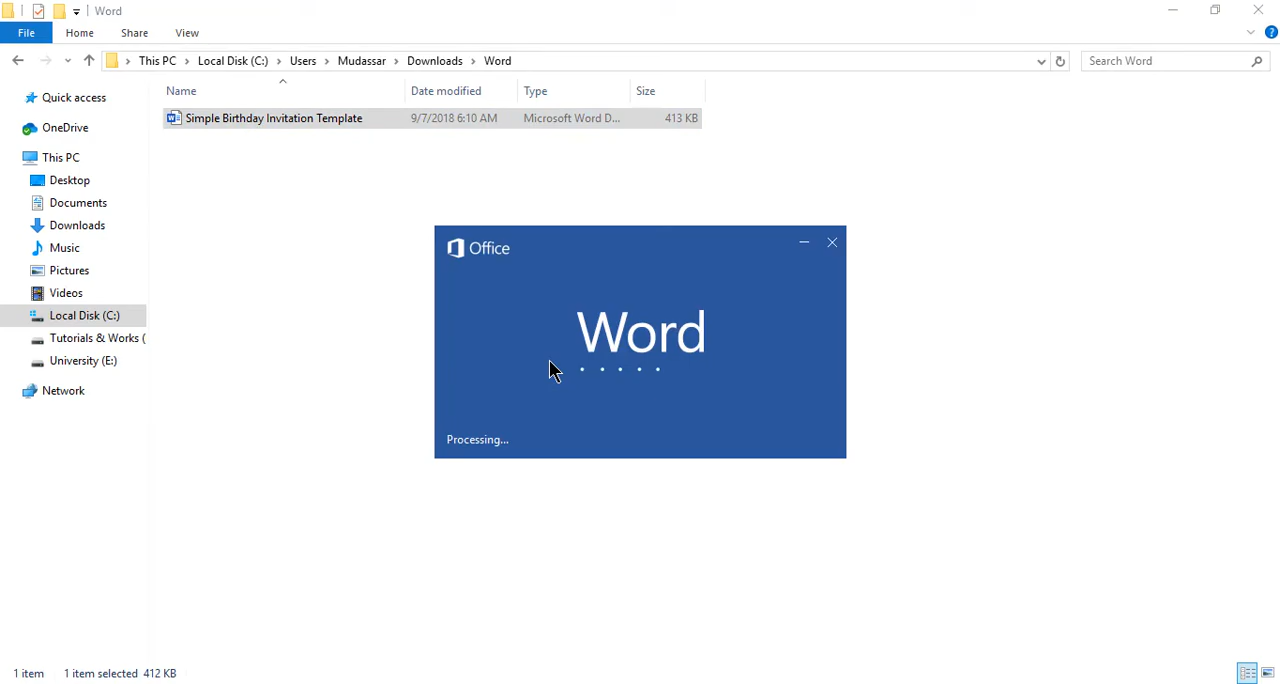 Word
File Home Share View
This PC Local Disk (C:) Users Mudassar Downloads Word Search Word
Name Date modified Type Size
Quick access
Simple Birthday Invitation Template 9/7/2018 6:10 AM Microsoft Word D... 413 KB
OneDrive
This PC
Desktop
Documents
Downloads
Music
Pictures
Videos
Local Disk (C:)
Tutorials & Works (
University (E:)
Network
Office
Word
Processing...
1 item 1 item selected 412 KB